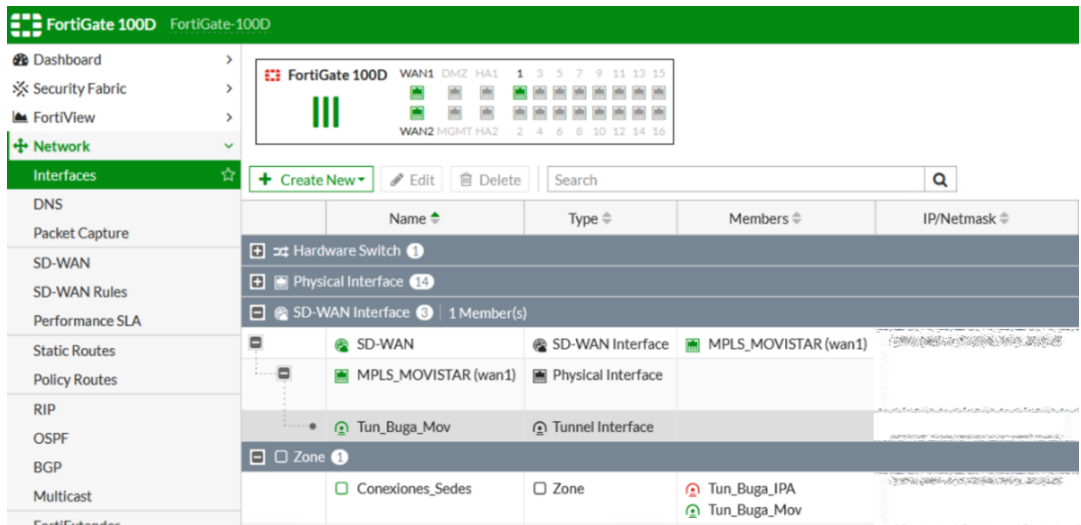 FortiGate 100D FortiGate-100D
Dashboard
Security Fabric
FortiView
Network
Interfaces
DNS
Packet Capture
SD-WAN
SD-WAN Rules
Performance SLA
Static Routes
Policy Routes
RIP
OSPF
BGP
Multicast
FortiExtender
FortiGate 100D WAN1 DMZ HA1 1 3 5 7 9 11 13 15
WAN2 MGMT HA2 2 4 6 8 10 12 14 16
+ Create New Edit Delete Search
Name Type Members IP/Netmask
Hardware Switch 1
Physical Interface 14
SD-WAN Interface 3 1 Member(s)
SD-WAN SD-WAN Interface MPLS_MOVISTAR (wan1)
MPLS_MOVISTAR (wan1) Physical Interface
Tun_Buga_Mov Tunnel Interface
Zone 1
Conexiones_Sedes Zone Tun_Buga_IPA
Tun_Buga_Mov